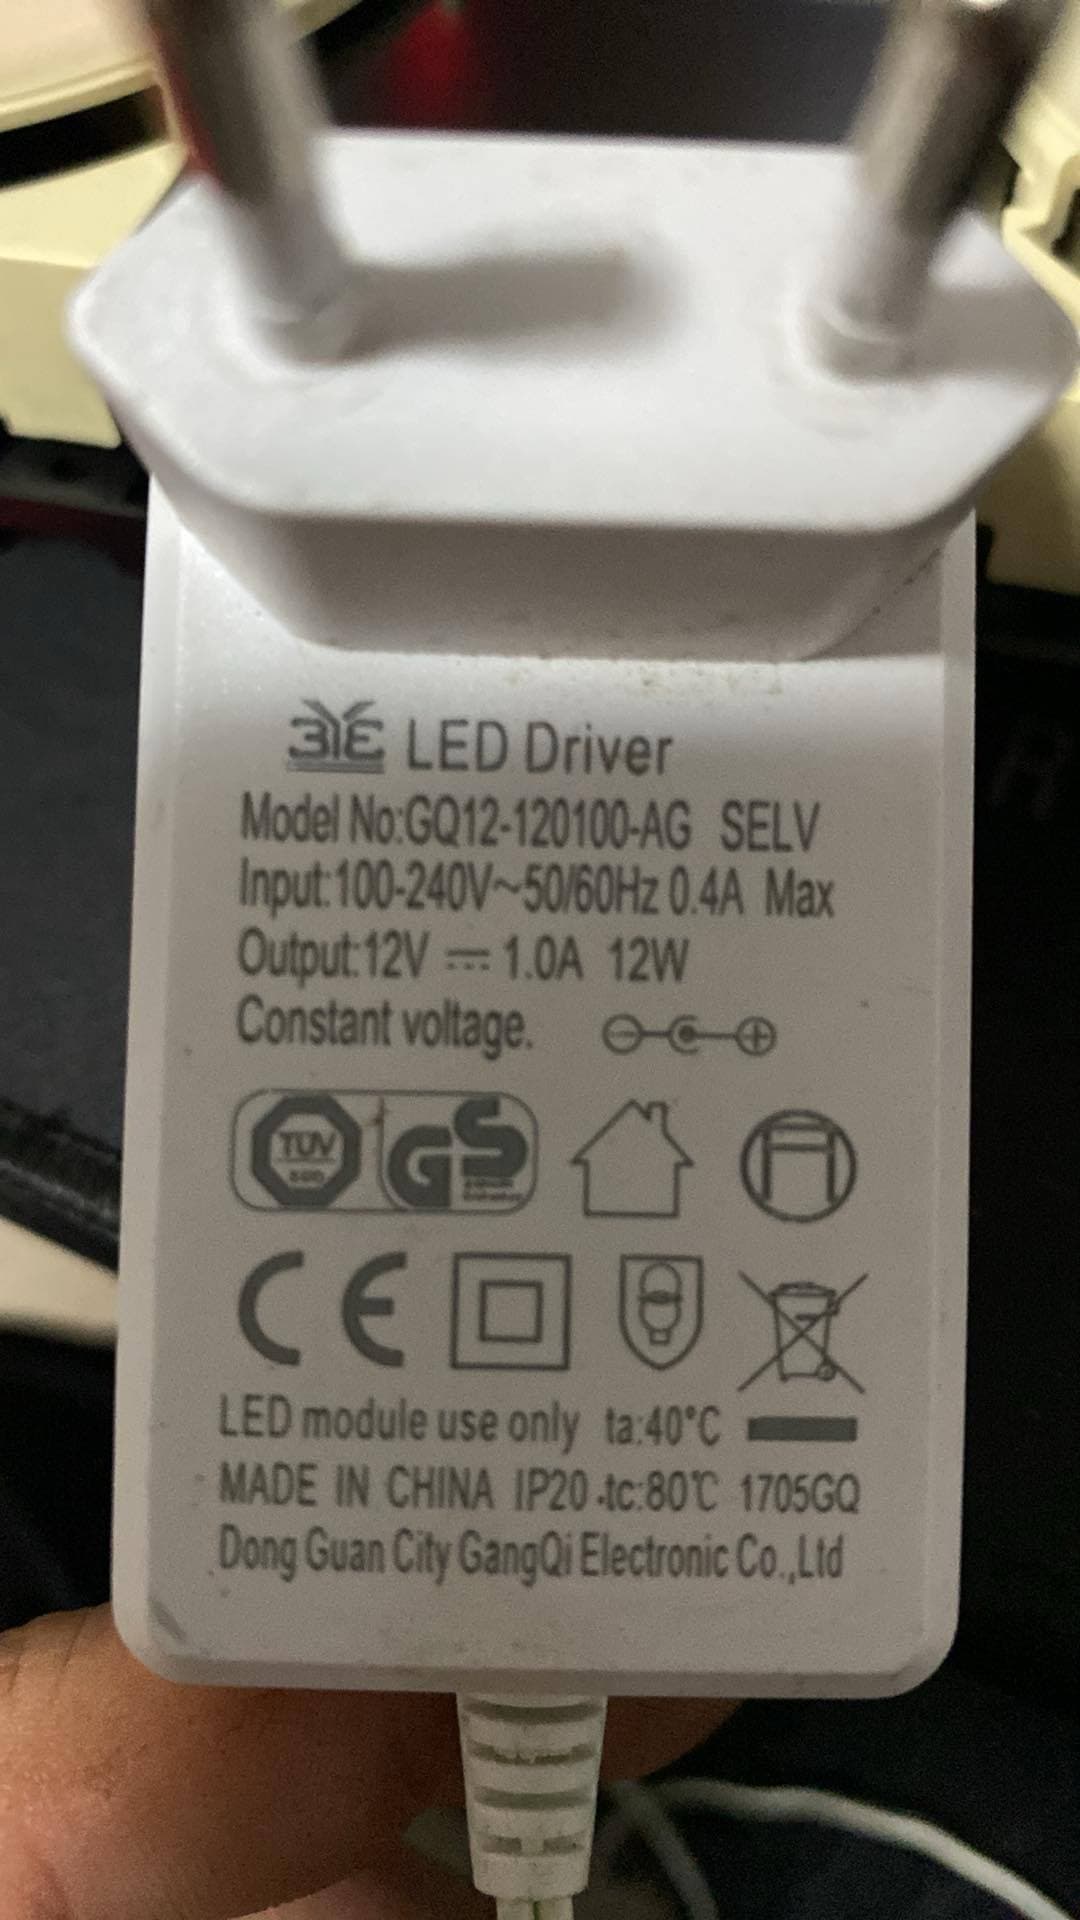 LED Driver
Model No:GQ12-120100-AG SELV
Input:100-240V~50/60Hz 0.4A Max
Output:12V ⎓ 1.0A 12W
Constant voltage.
TÜV GS
CE
LED module use only ta:40°C
MADE IN CHINA IP20 tc:80℃ 1705GQ
Dong Guan City GangQi Electronic Co.,Ltd